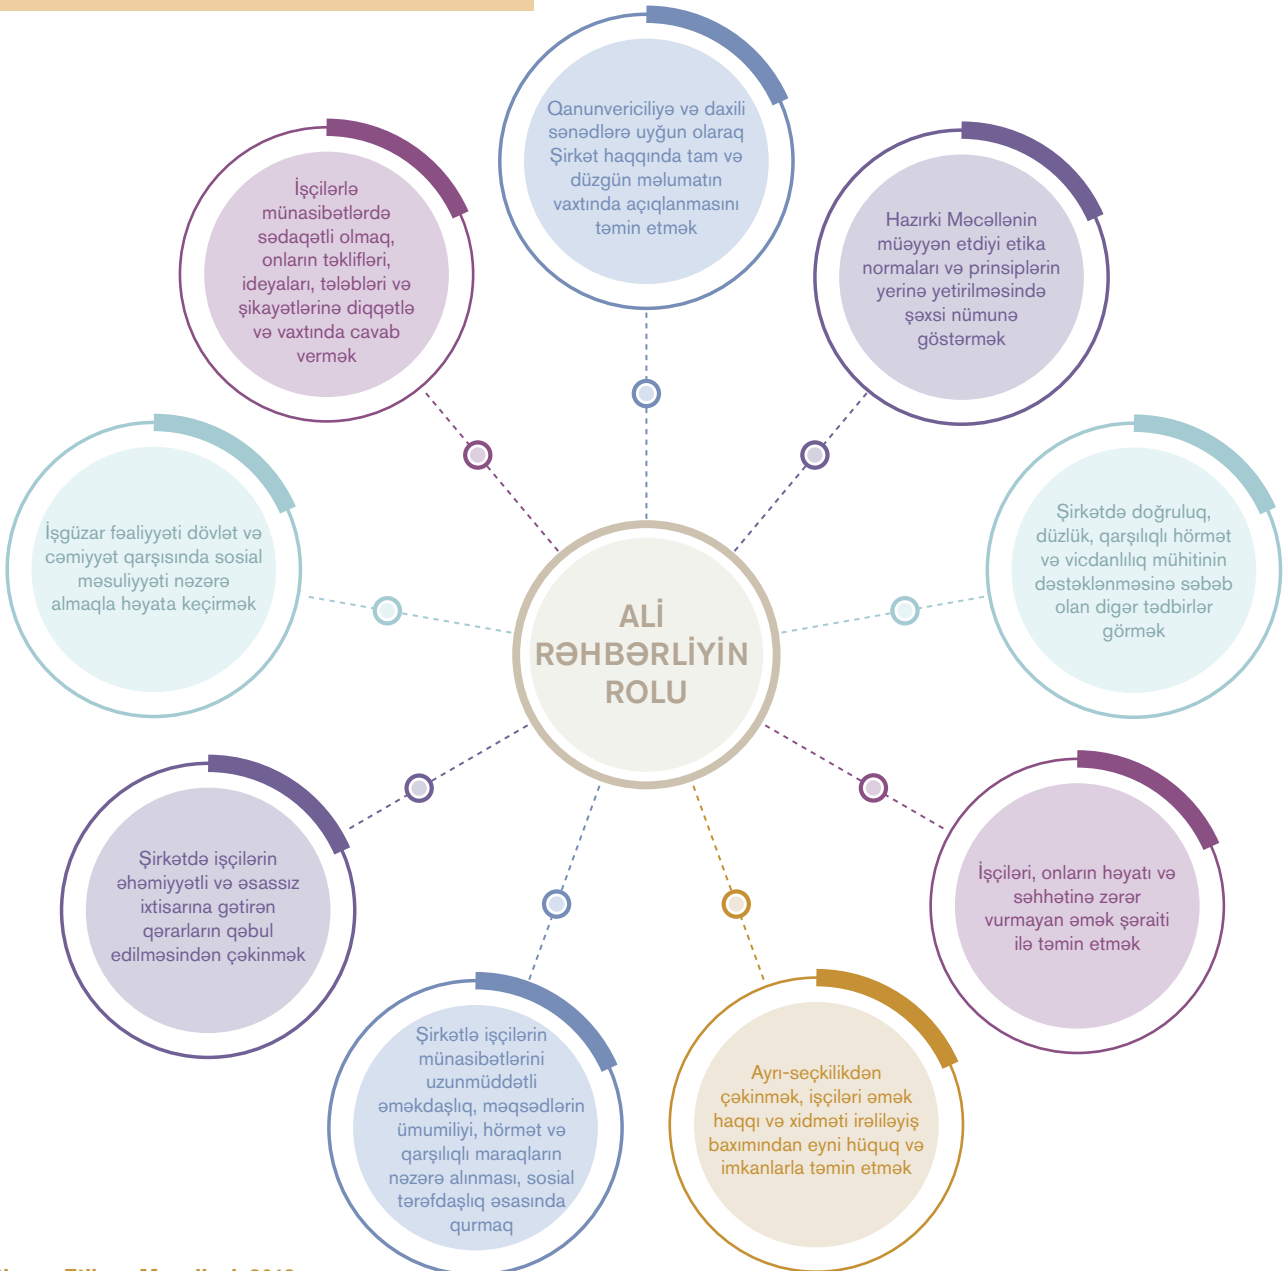 Qanunvericiliyə və daxili
sənədlərə uyğun olaraq
Şirkət haqqında tam və
düzgün məlumatın
vaxtında açıqlanmasını
təmin etmək
Hazırki Məcəllənin
müəyyən etdiyi etika
normaları və prinsiplərin
yerinə yetirilməsində
şəxsi nümunə
göstərmək
Şirkətdə doğruluq,
düzlük, qarşılıqlı hörmət
və vicdanlılıq mühitinin
dəstəklənməsinə səbəb
olan digər tədbirlər
görmək
İşçiləri, onların həyatı və
səhhətinə zərər
vurmayan əmək şəraiti
ilə təmin etmək
Ayrı-seçkilikdən
çəkinmək, işçiləri əmək
haqqı və xidməti irəliləyiş
baxımından eyni hüquq və
imkanlarla təmin etmək
Şirkətlə işçilərin
münasibətlərini
uzunmüddətli
əməkdaşlıq, məqsədlərin
ümumiliyi, hörmət və
qarşılıqlı maraqların
nəzərə alınması, sosial
tərəfdaşlıq əsasında
qurmaq
Şirkətdə işçilərin
əhəmiyyətli və əsassız
ixtisarına gətirən
qərarların qəbul
edilməsindən çəkinmək
İşgüzar fəaliyyəti dövlət və
cəmiyyət qarşısında sosial
məsuliyyəti nəzərə
almaqla həyata keçirmək
İşçilərlə
münasibətlərdə
sədaqətli olmaq,
onların təklifləri,
ideyaları, tələbləri və
şikayətlərinə diqqətlə
və vaxtında cavab
vermək
ALİ
RƏHBƏRLİYİN
ROLU